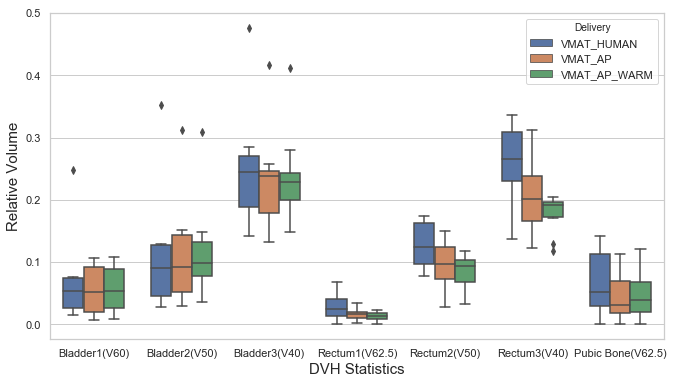 0.5
0.4
0.3
0.2
0.1
0.0
Relative Volume
Delivery
VMAT_HUMAN
VMAT_AP
VMAT_AP_WARM
Bladder1(V60) Bladder2(V50) Bladder3(V40) Rectum1(V62.5) Rectum2(V50) Rectum3(V40) Pubic Bone(V62.5)
DVH Statistics